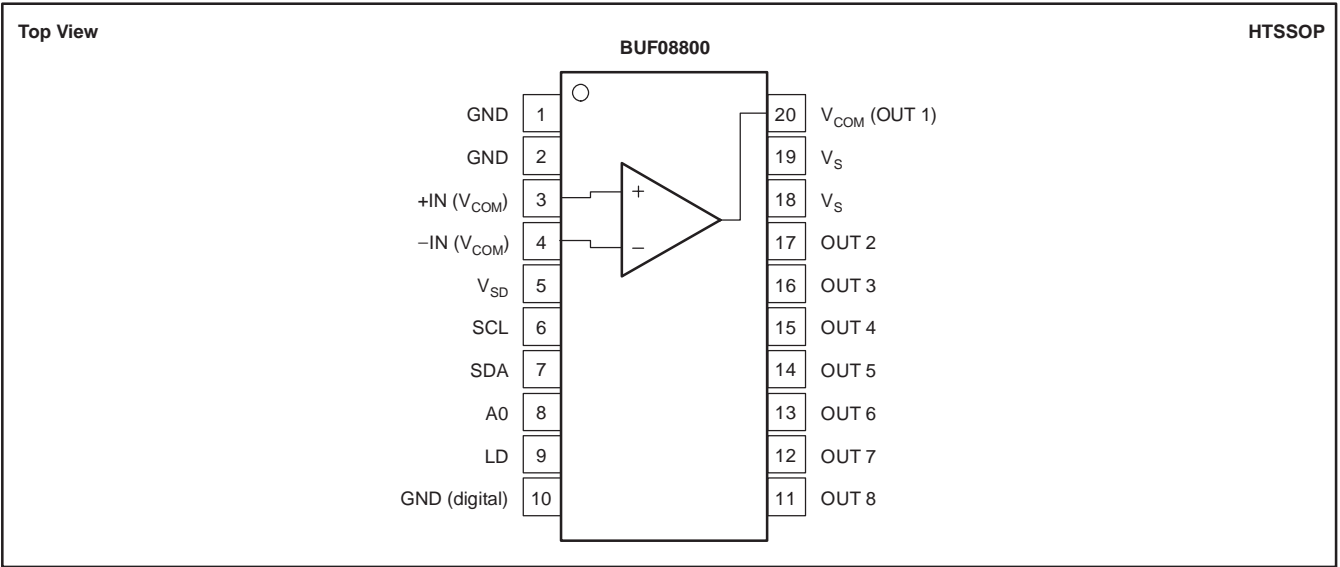 Top View
HTSSOP
BUF08800
GND 1
GND 2
+IN (VCOM) 3
−IN (VCOM) 4
VSD 5
SCL 6
SDA 7
A0 8
LD 9
GND (digital) 10
+
−
20 VCOM (OUT 1)
19 VS
18 VS
17 OUT 2
16 OUT 3
15 OUT 4
14 OUT 5
13 OUT 6
12 OUT 7
11 OUT 8